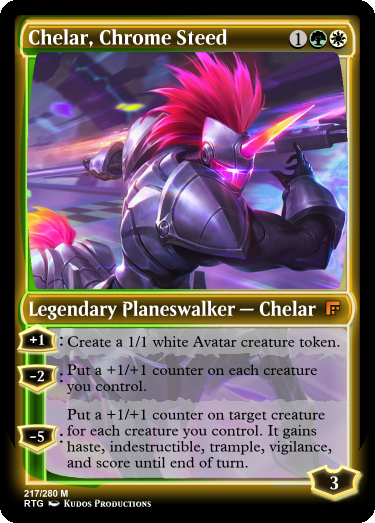 Chelar, Chrome Steed 1
Legendary Planeswalker — Chelar
+1 : Create a 1/1 white Avatar creature token.
-2 : Put a +1/+1 counter on each creature
you control.
Put a +1/+1 counter on target creature
-5 : for each creature you control. It gains
haste, indestructible, trample, vigilance,
and score until end of turn.
3
217/280 M
RTG Kudos Productions